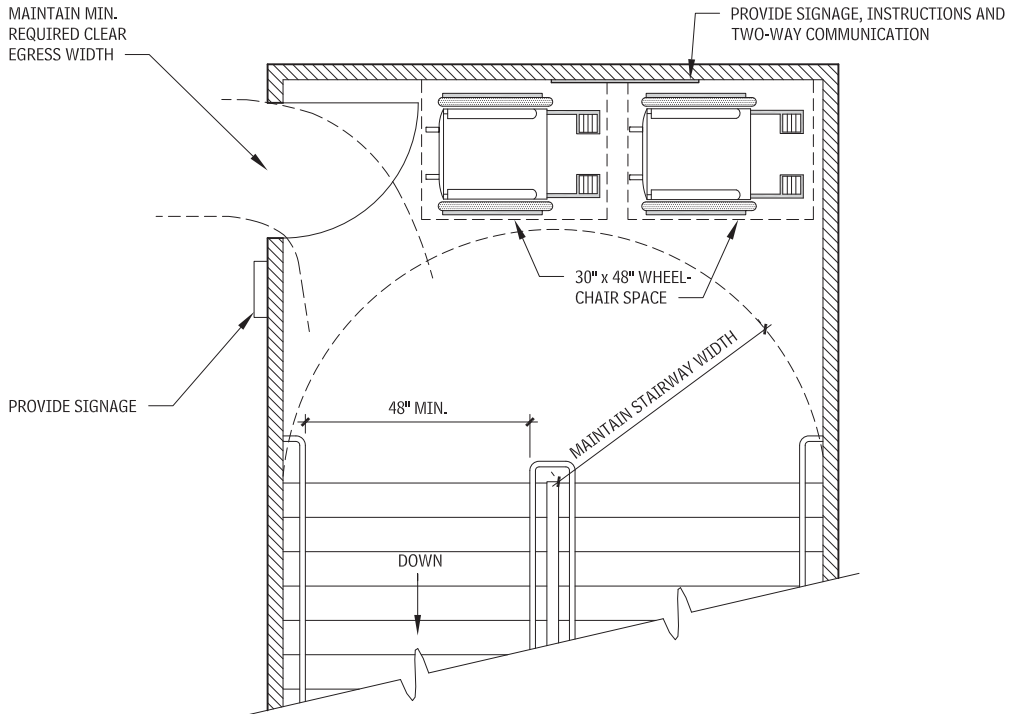 MAINTAIN MIN.
REQUIRED CLEAR
EGRESS WIDTH
PROVIDE SIGNAGE, INSTRUCTIONS AND
TWO-WAY COMMUNICATION
30" x 48" WHEEL-
CHAIR SPACE
MAINTAIN STAIRWAY WIDTH
PROVIDE SIGNAGE
48" MIN.
DOWN